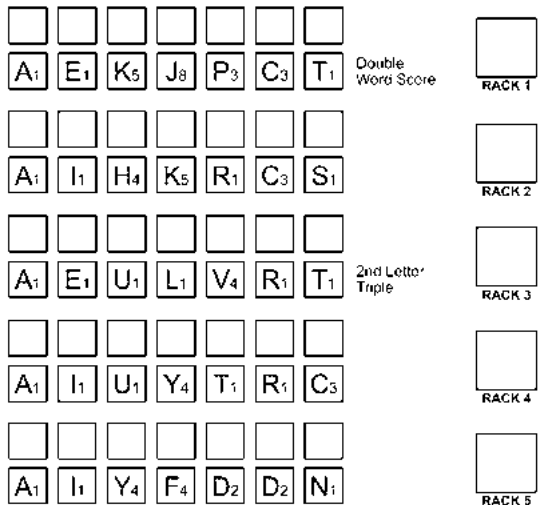 A1 E1 K5 J8 P3 C3 T1 Double
Word Score
RACK 1
A1 I1 H4 K5 R1 C3 S1
RACK 2
A1 E1 U1 L1 V4 R1 T1 2nd Letter
Triple
RACK 3
A1 I1 U1 Y4 T1 R1 C3
RACK 4
A1 I1 Y4 F4 D2 D2 N1
RACK 5